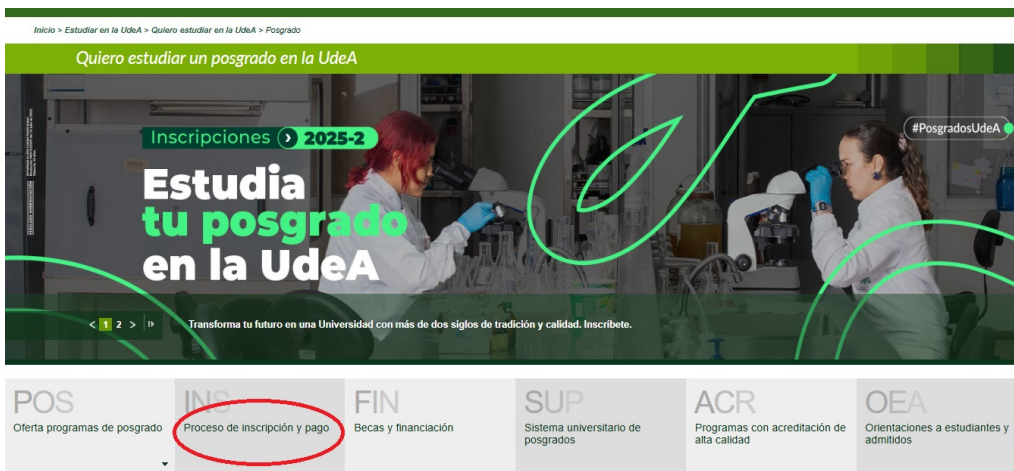 Inicio > Estudiar en la UdeA > Quiero estudiar en la UdeA > Posgrado
Quiero estudiar un posgrado en la UdeA
Inscripciones > 2025-2
#PosgradosUdeA
Estudia
tu posgrado
en la UdeA
< 1 2 >
Transforma tu futuro en una Universidad con más de dos siglos de tradición y calidad. Inscríbete.
POS
Oferta programas de posgrado
INS
Proceso de inscripción y pago
FIN
Becas y financiación
SUP
Sistema universitario de
posgrados
ACR
Programas con acreditación de
alta calidad
OEA
Orientaciones a estudiantes y
admitidos